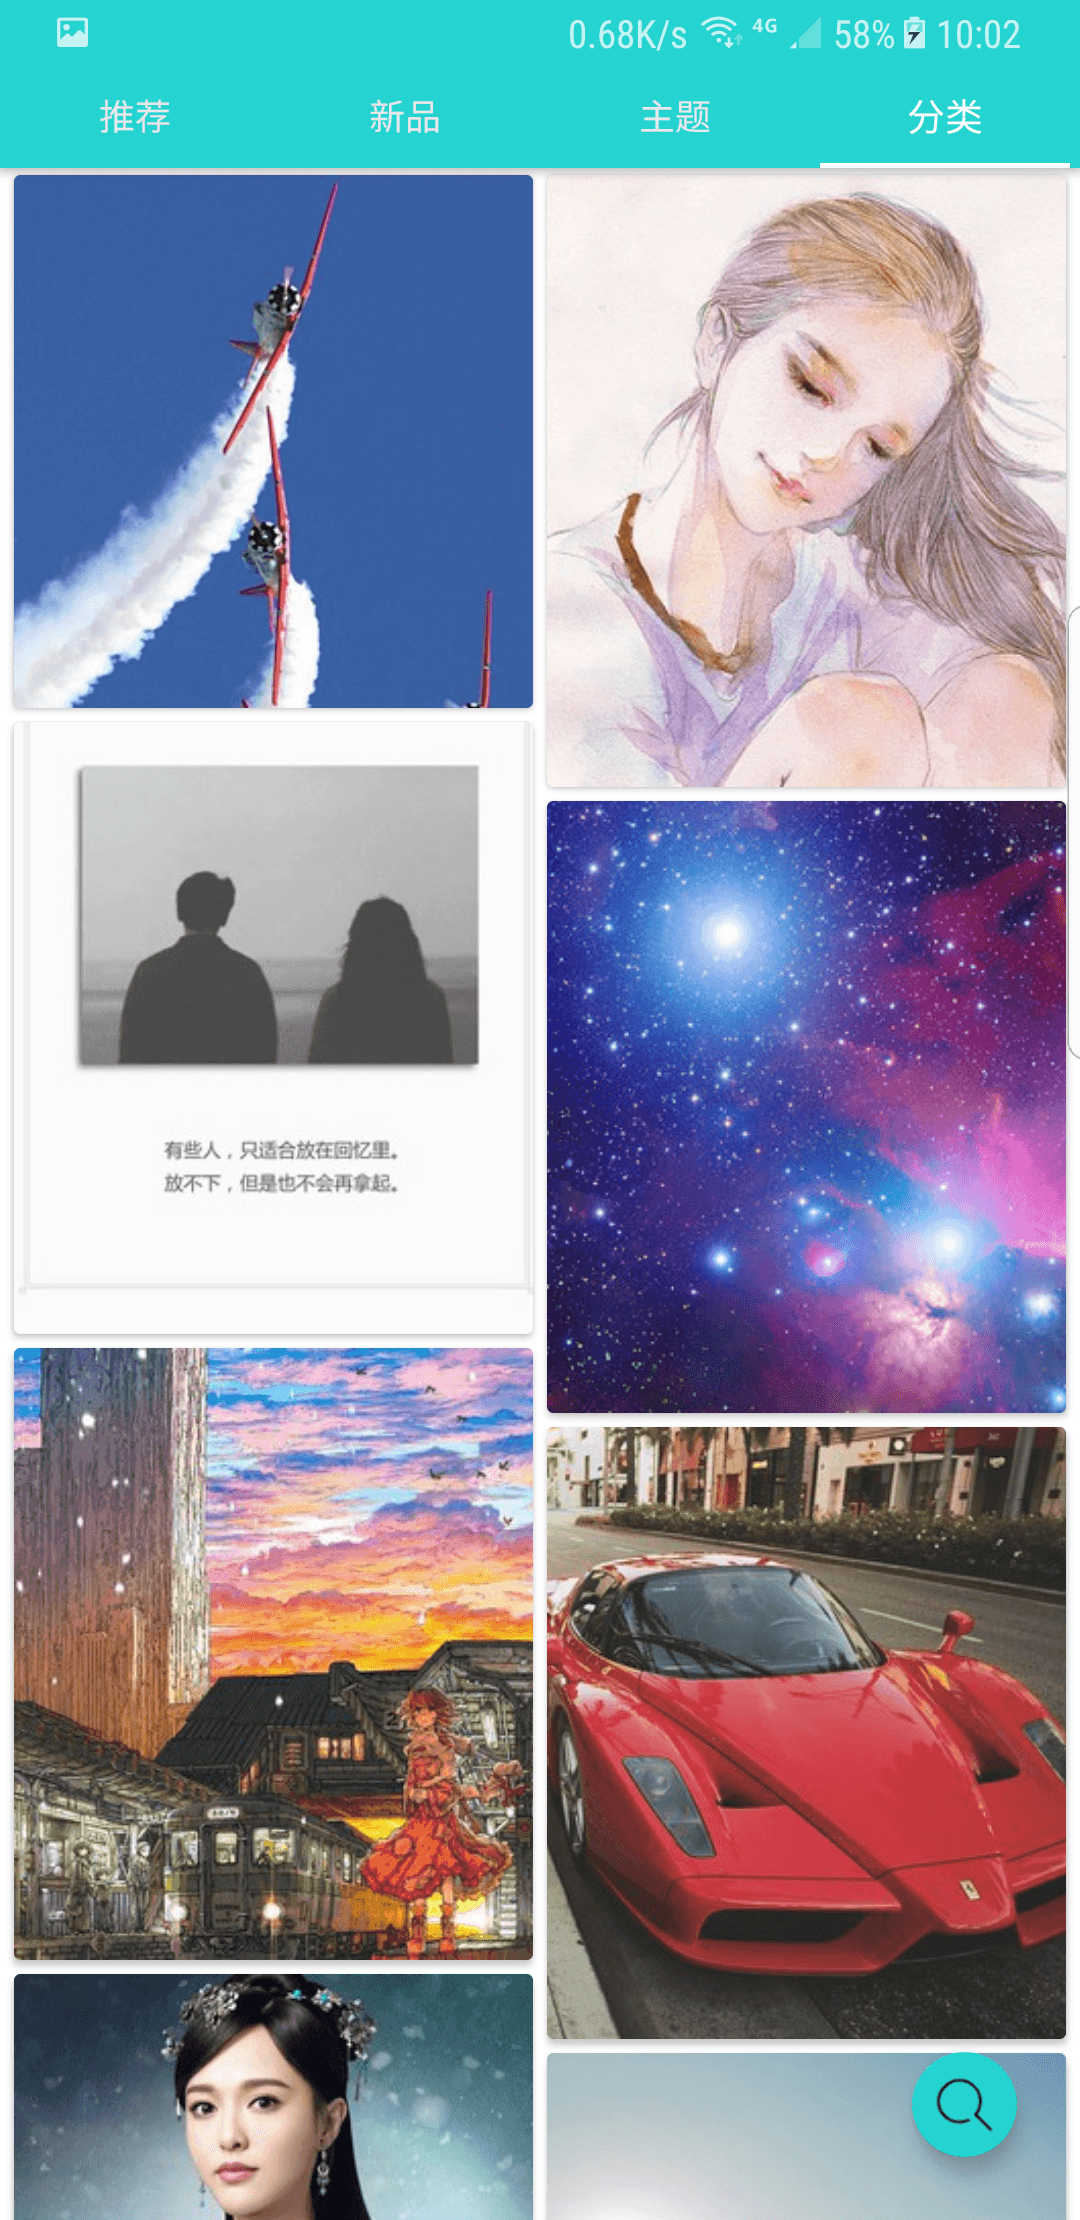 0.68K/s 4G 58% 10:02
推荐 新品 主题 分类
有些人，只适合放在回忆里。
放不下，但是也不会再拿起。